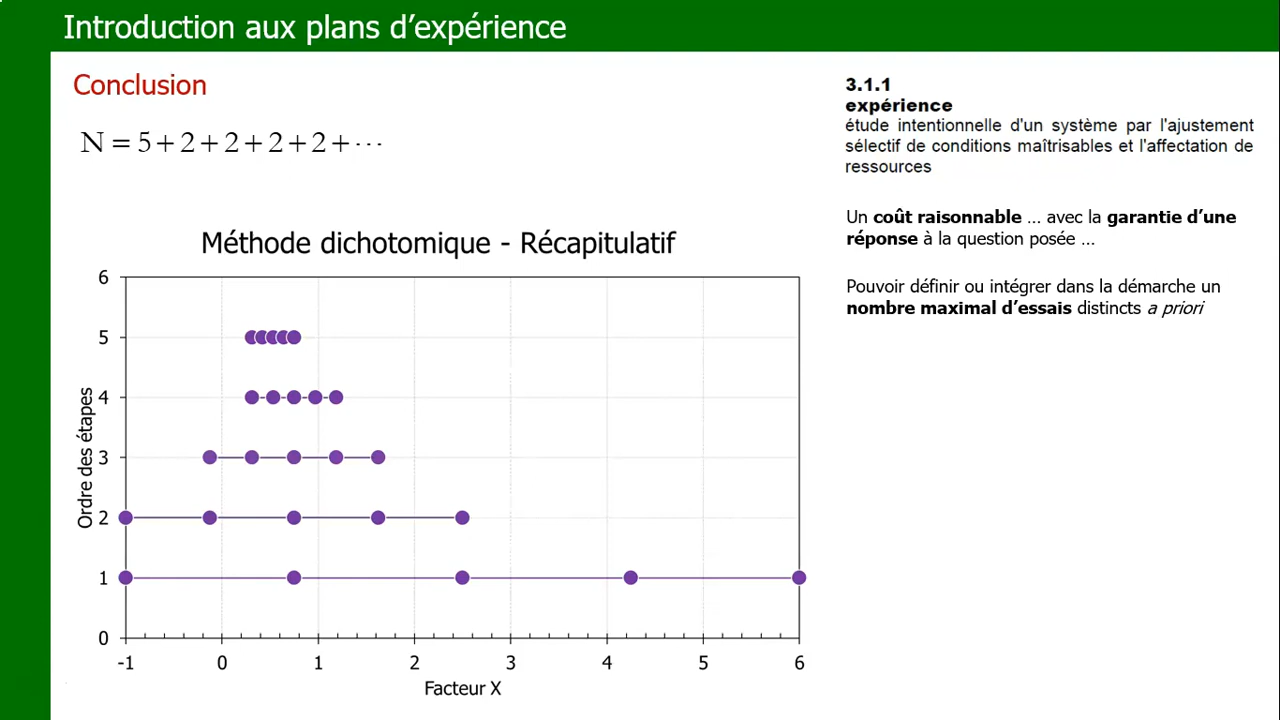 Introduction aux plans d’expérience
Conclusion
N = 5 + 2 + 2 + 2 + 2 + ⋯
3.1.1
expérience
étude intentionnelle d'un système par l'ajustement
sélectif de conditions maîtrisables et l'affectation de
ressources
Un coût raisonnable ... avec la garantie d’une
réponse à la question posée ...
Pouvoir définir ou intégrer dans la démarche un
nombre maximal d’essais distincts a priori
Méthode dichotomique - Récapitulatif
6
5
4
3
2
1
0
Ordre des étapes
-1 0 1 2 3 4 5 6
Facteur X